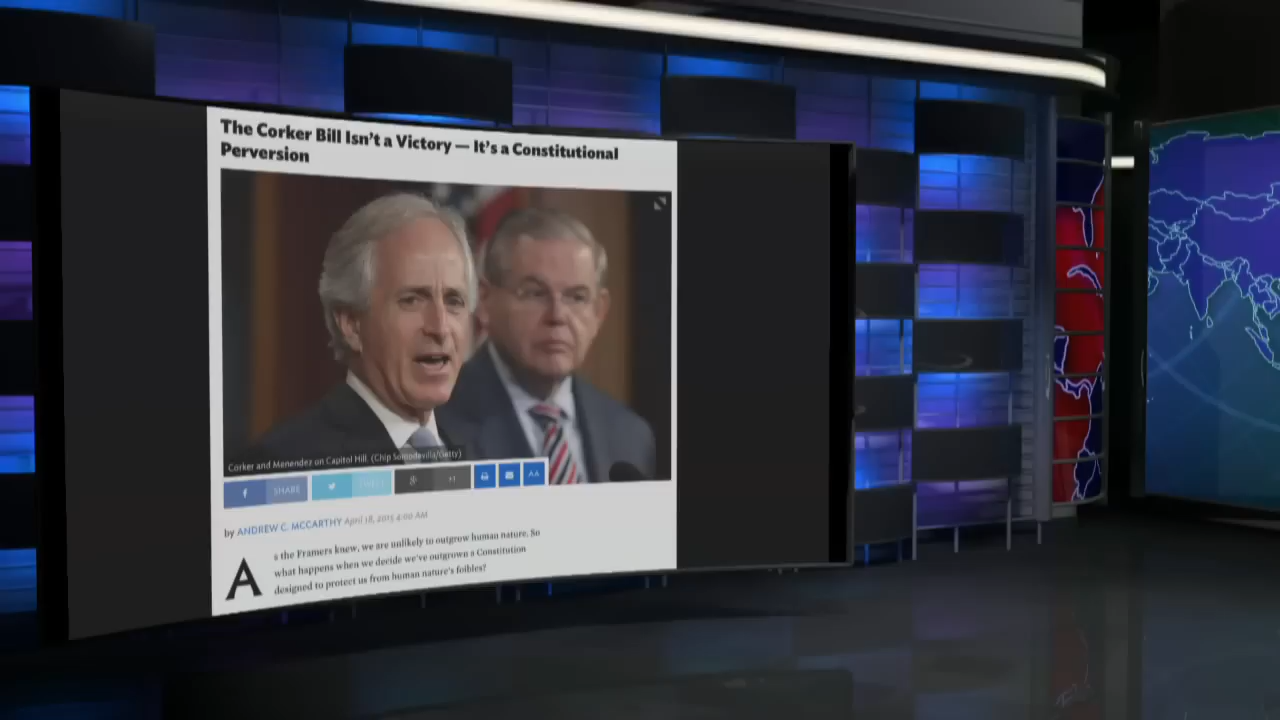 The Corker Bill Isn't a Victory — It's a Constitutional
Perversion
Corker and Menendez on Capitol Hill. (Chip Somodevilla/Getty)
SHARE
AA
by ANDREW C. MCCARTHY April 18, 2015 4:00 AM
As the Framers knew, we are unlikely to outgrow human nature. So
what happens when we decide we've outgrown a Constitution
designed to protect us from human nature's foibles?